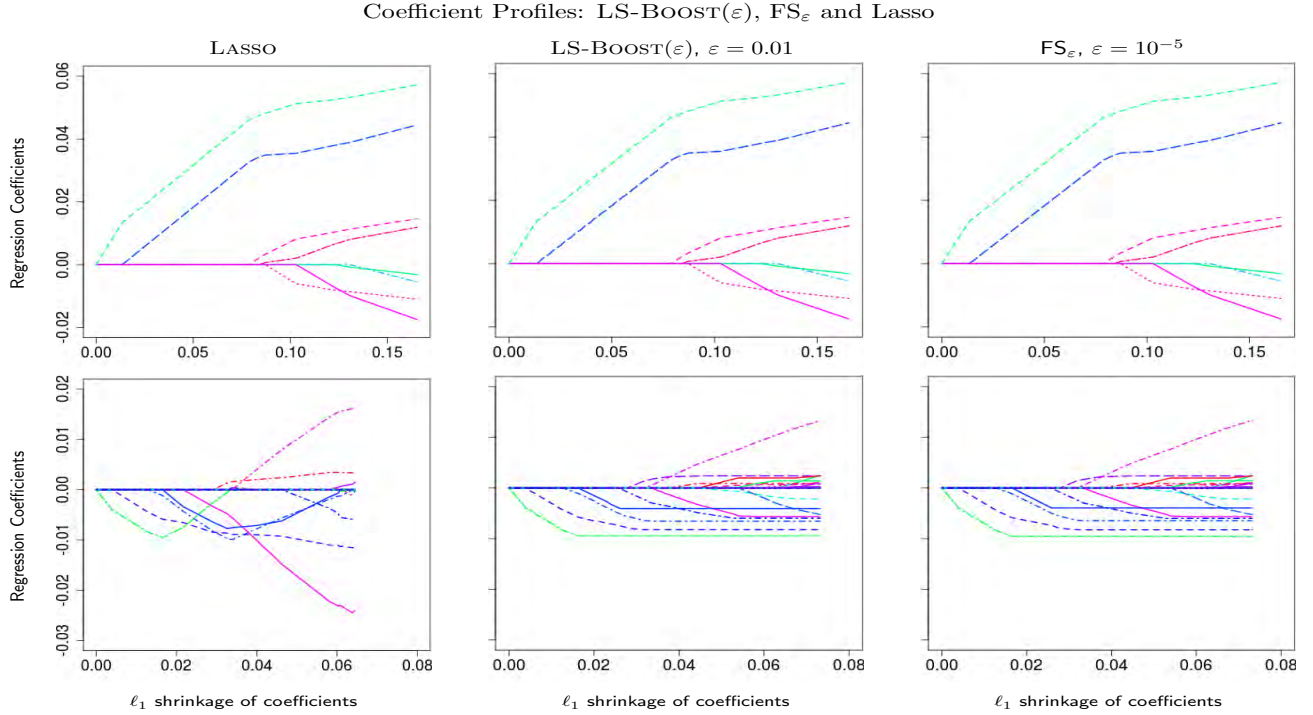 Coefficient Profiles: LS-BOOST(ε), FSε and Lasso
LASSO
LS-BOOST(ε), ε = 0.01
FSε, ε = 10⁻⁵
Regression Coefficients
0.06
0.04
0.02
0.00
-0.02
0.00 0.05 0.10 0.15
0.00 0.05 0.10 0.15
0.00 0.05 0.10 0.15
Regression Coefficients
0.02
0.01
0.00
-0.01
-0.02
-0.03
0.00 0.02 0.04 0.06 0.08
0.00 0.02 0.04 0.06 0.08
0.00 0.02 0.04 0.06 0.08
ℓ₁ shrinkage of coefficients
ℓ₁ shrinkage of coefficients
ℓ₁ shrinkage of coefficients